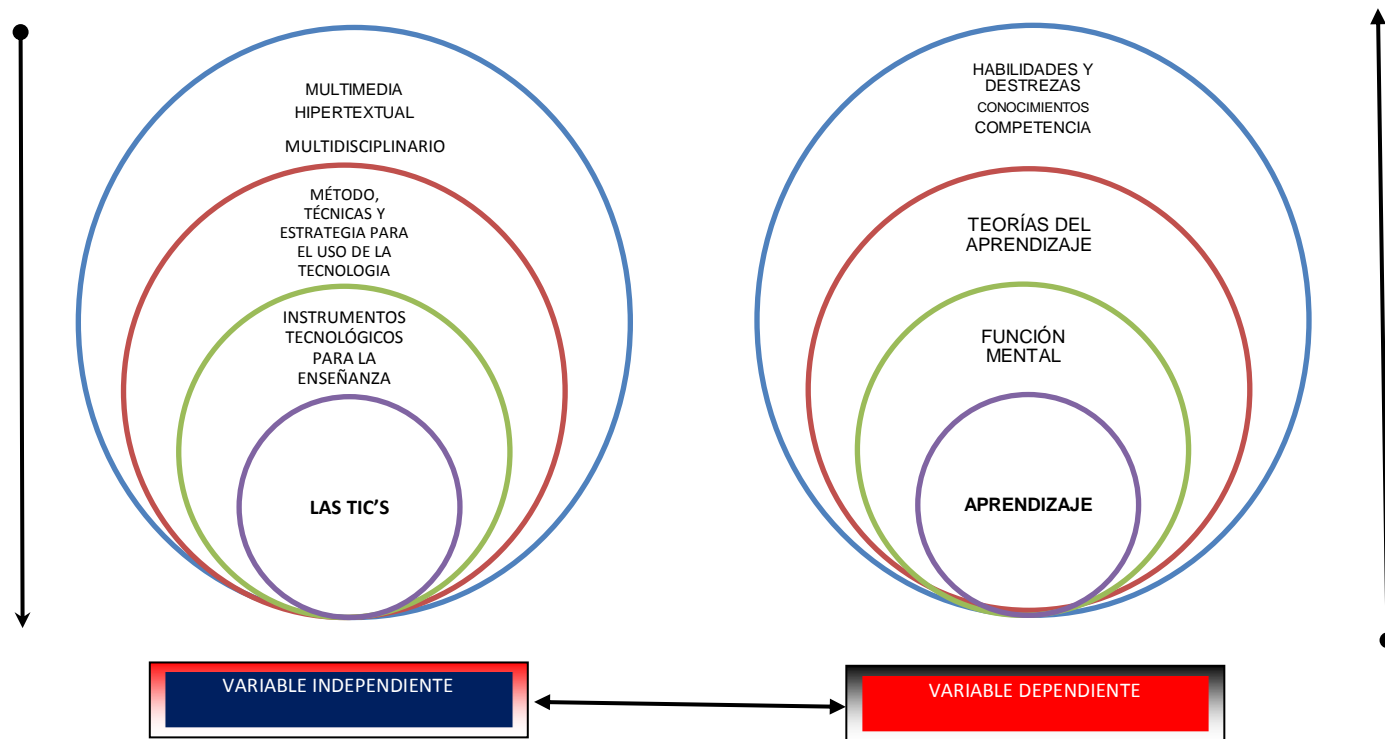 MULTIMEDIA
HIPERTEXTUAL
MULTIDISCIPLINARIO
MÉTODO,
TÉCNICAS Y
ESTRATEGIA PARA
EL USO DE LA
TECNOLOGIA
INSTRUMENTOS
TECNOLÓGICOS
PARA LA
ENSEÑANZA
LAS TIC’S
HABILIDADES Y
DESTREZAS
CONOCIMIENTOS
COMPETENCIA
TEORÍAS DEL
APRENDIZAJE
FUNCIÓN
MENTAL
APRENDIZAJE
VARIABLE INDEPENDIENTE
VARIABLE DEPENDIENTE